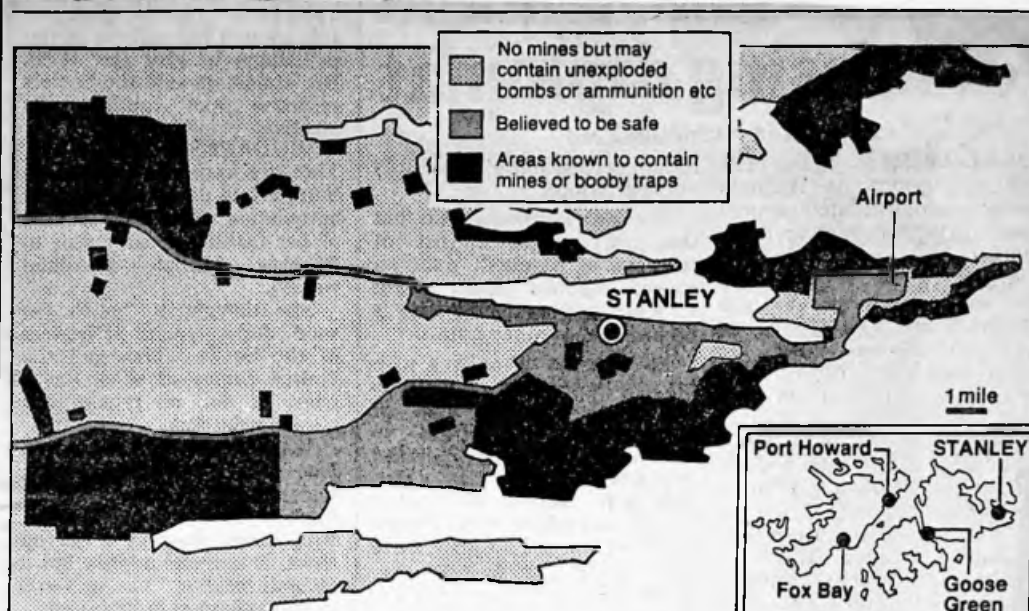 No mines but may
contain unexploded
bombs or ammunition etc
Believed to be safe
Areas known to contain
mines or booby traps
Airport
STANLEY
1 mile
Port Howard
STANLEY
Fox Bay
Goose
Green